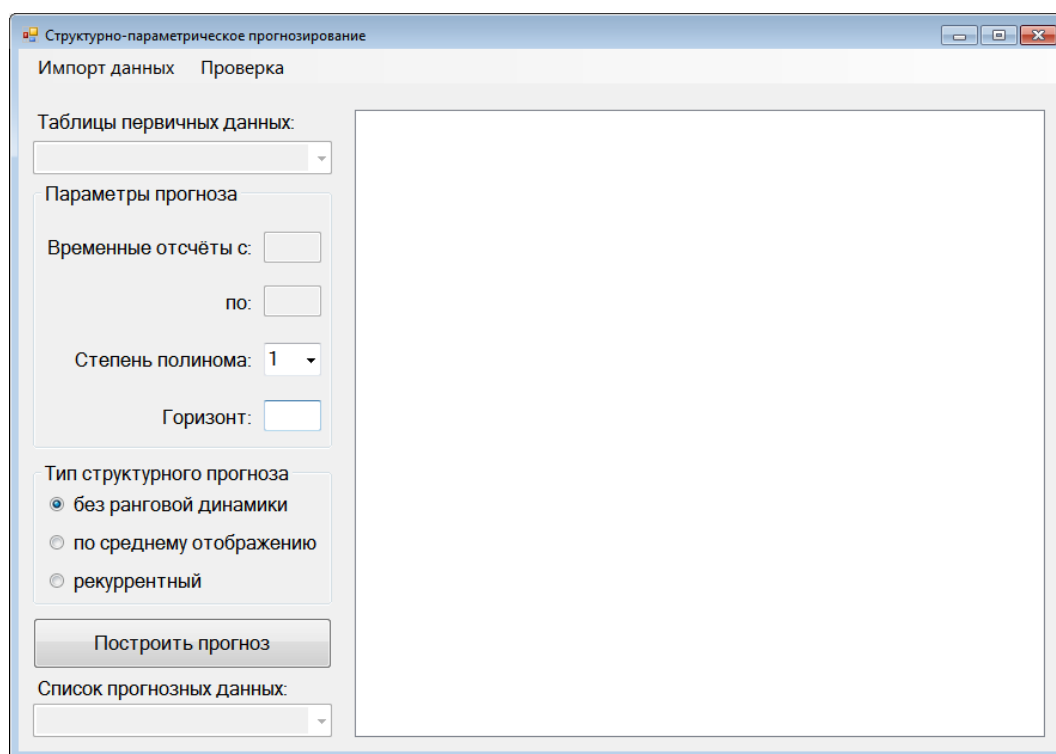 Структурно-параметрическое прогнозирование
Импорт данных Проверка
Таблицы первичных данных:
Параметры прогноза
Временные отсчёты с:
по:
Степень полинома: 1
Горизонт:
Тип структурного прогноза
без ранговой динамики
по среднему отображению
рекуррентный
Построить прогноз
Список прогнозных данных: